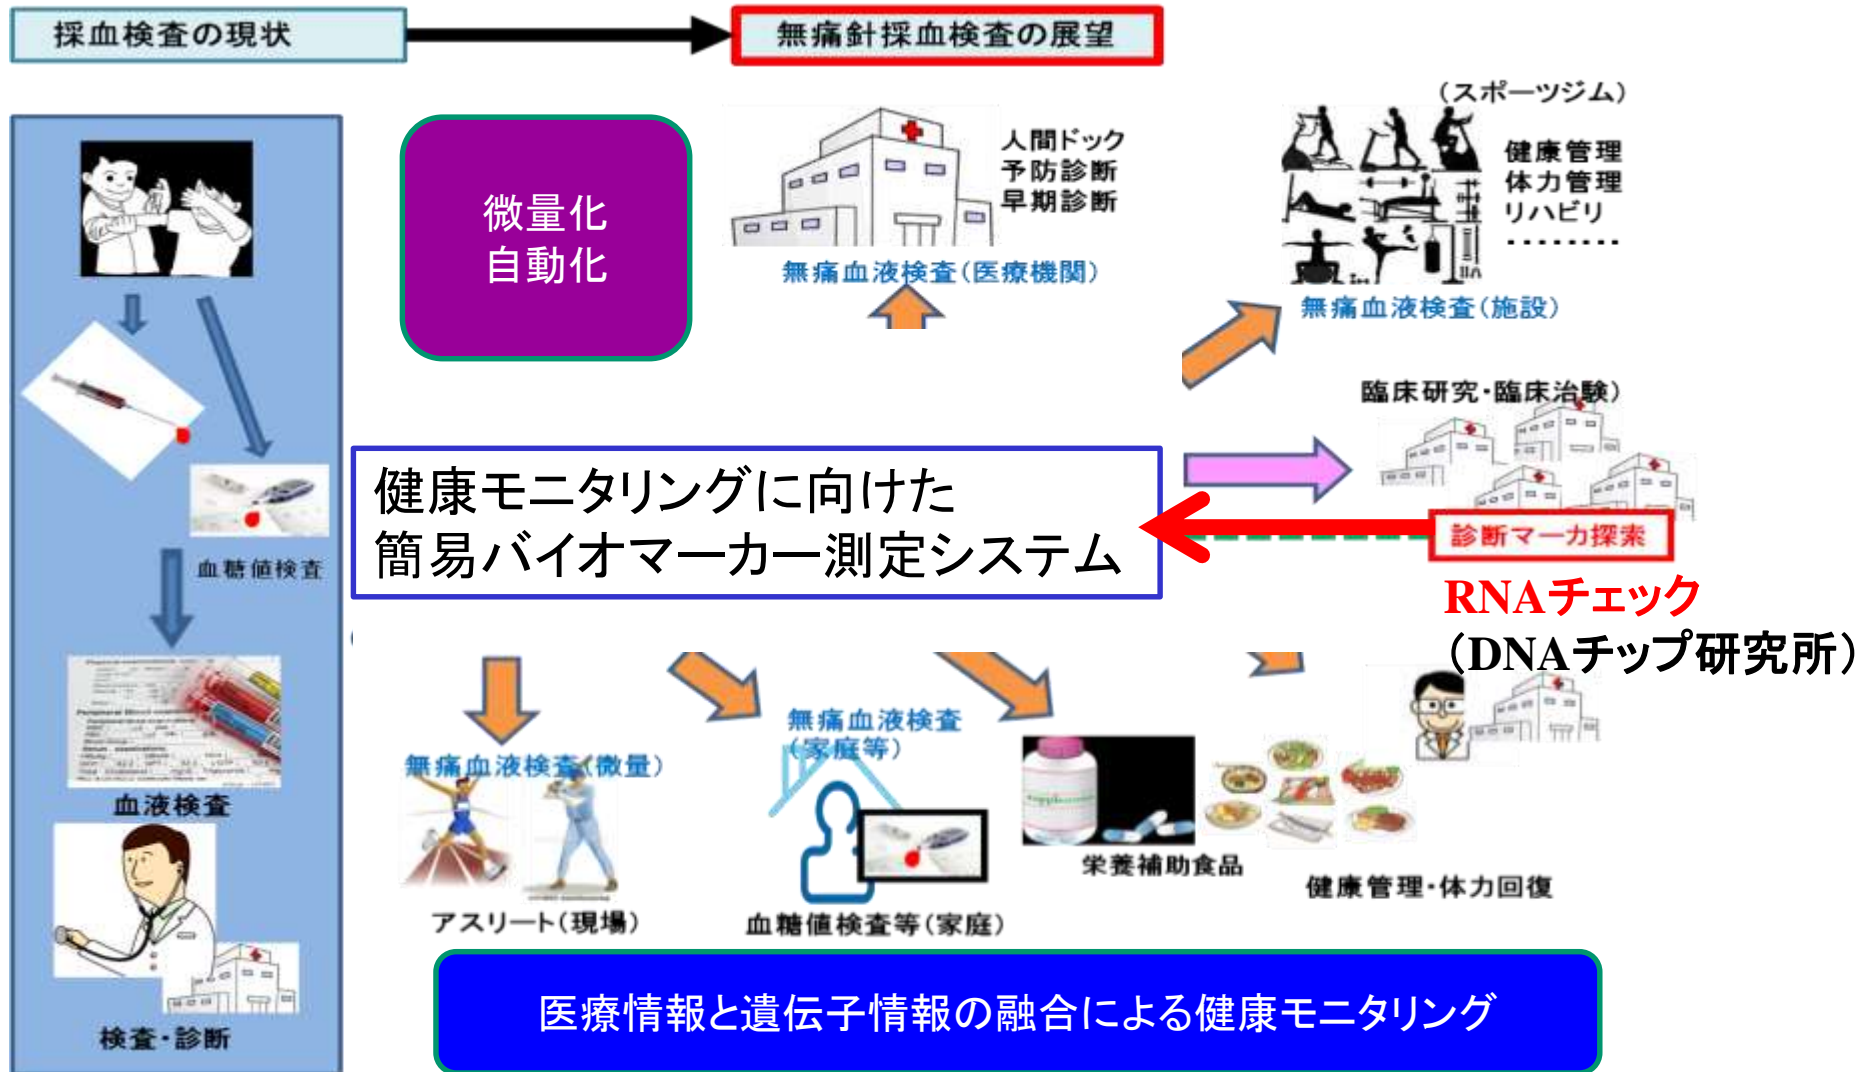 採血検査の現状
無痛針採血検査の展望
血糖値検査
血液検査
検査・診断
微量化
自動化
人間ドック
予防診断
早期診断
無痛血液検査(医療機関)
(スポーツジム)
健康管理
体力管理
リハビリ
・・・・・・・・
無痛血液検査(施設)
臨床研究・臨床治験)
健康モニタリングに向けた
簡易バイオマーカー測定システム
診断マーカ探索
RNAチェック
(DNAチップ研究所)
無痛血液検査(微量)
アスリート(現場)
無痛血液検査
(家庭等)
血糖値検査等(家庭)
栄養補助食品
健康管理・体力回復
医療情報と遺伝子情報の融合による健康モニタリング